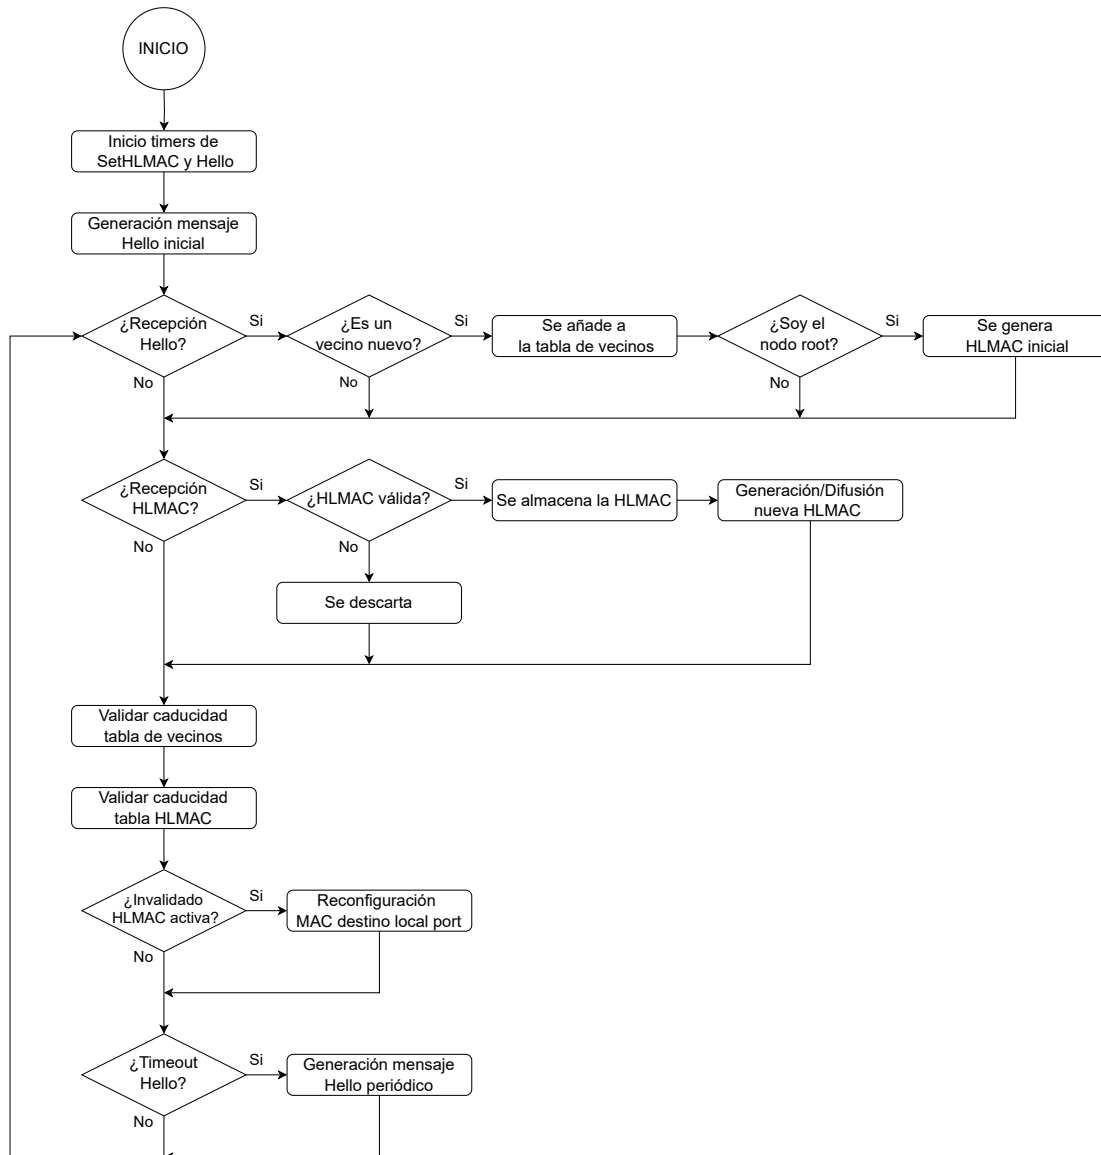 INICIO
Inicio timers de
SetHLMAC y Hello
Generación mensaje
Hello inicial
¿Recepción
Hello?
Si
No
¿Es un
vecino nuevo?
Si
No
Se añade a
la tabla de vecinos
¿Soy el
nodo root?
Si
No
Se genera
HLMAC inicial
¿Recepción
HLMAC?
Si
No
¿HLMAC válida?
Si
No
Se almacena la HLMAC
Generación/Difusión
nueva HLMAC
Se descarta
Validar caducidad
tabla de vecinos
Validar caducidad
tabla HLMAC
¿Invalidado
HLMAC activa?
Si
No
Reconfiguración
MAC destino local port
¿Timeout
Hello?
Si
No
Generación mensaje
Hello periódico